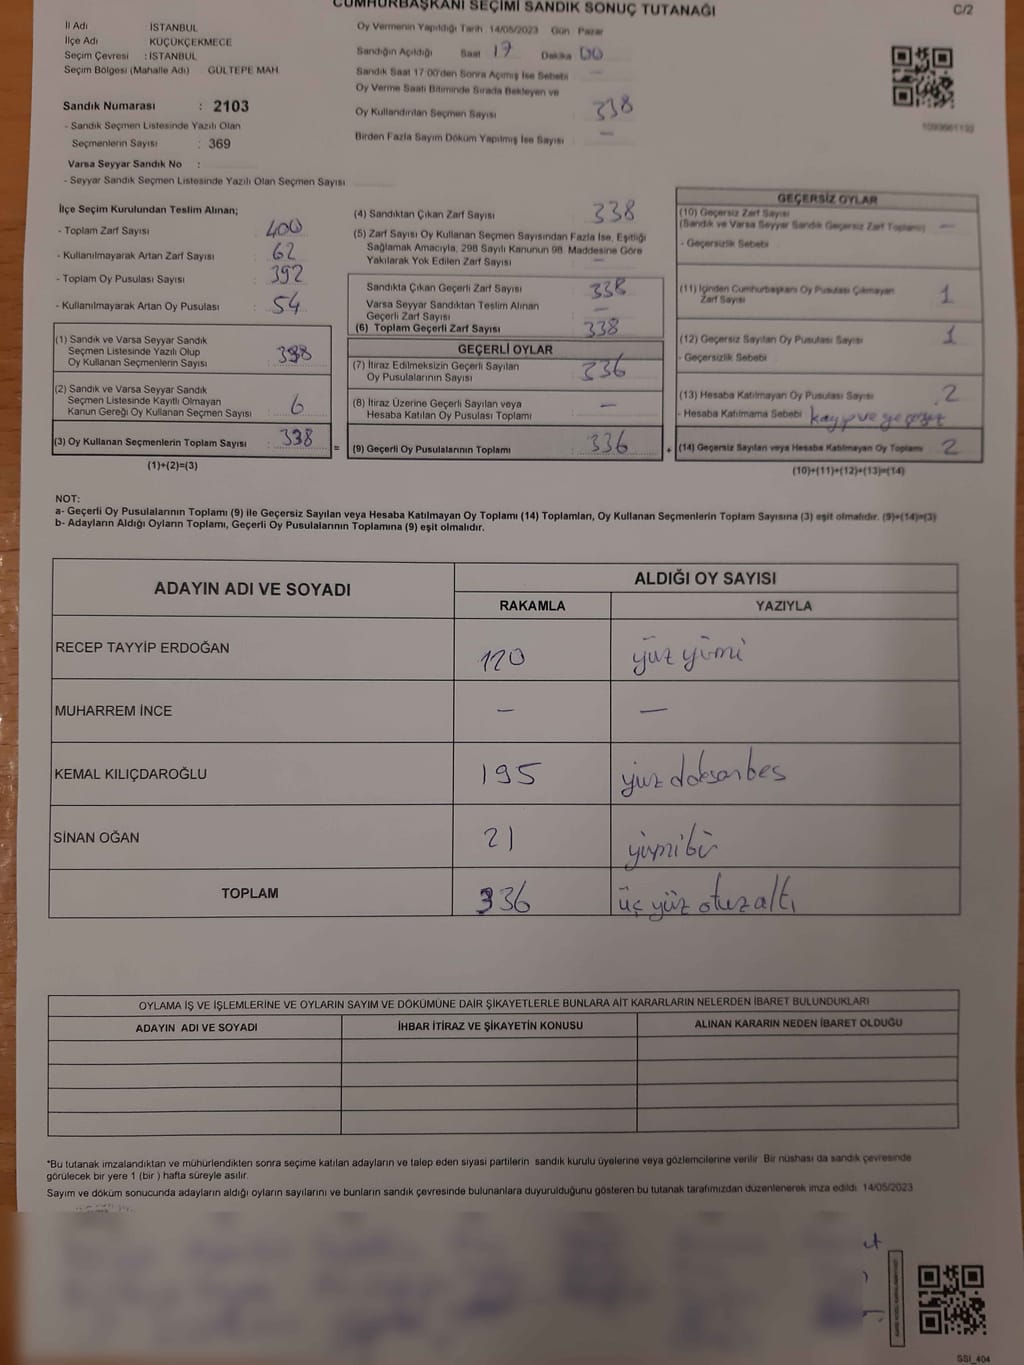 CUMHURBAŞKANI SEÇİMİ SANDIK SONUÇ TUTANAĞI
C/2
İl Adı İSTANBUL
İlçe Adı KÜÇÜKÇEKMECE
Seçim Çevresi : İSTANBUL
Seçim Bölgesi (Mahalle Adı) GÜLTEPE MAH.
Sandık Numarası : 2103
- Sandık Seçmen Listesinde Yazılı Olan
Seçmenlerin Sayısı : 369
Varsa Seyyar Sandık No :
- Seyyar Sandık Seçmen Listesinde Yazılı Olan Seçmen Sayısı
Oy Vermenin Yapıldığı Tarih 14/05/2023 Gün Pazar
Sandığın Açıldığı Saat 17 Dakika 00
Sandık Saat 17:00'den Sonra Açımış İse Sebebi —
Oy Verme Saati Bitiminde Sırada Bekleyen ve
Oy Kullandırılan Seçmen Sayısı : 338
Birden Fazla Sayım Döküm Yapılmış İse Sayısı : —
İlçe Seçim Kurulundan Teslim Alınan;
- Toplam Zarf Sayısı : 400
- Kullanılmayarak Artan Zarf Sayısı : 62
- Toplam Oy Pusulası Sayısı : 392
- Kullanılmayarak Artan Oy Pusulası : 54
(1) Sandık ve Varsa Seyyar Sandık
Seçmen Listesinde Yazılı Olup
Oy Kullanan Seçmenlerin Sayısı : 338
(2) Sandık ve Varsa Seyyar Sandık
Seçmen Listesinde Kayıtlı Olmayan
Kanun Gereği Oy Kullanan Seçmen Sayısı : 6
(3) Oy Kullanan Seçmenlerin Toplam Sayısı : 338 =
(1)+(2)=(3)
(4) Sandıktan Çıkan Zarf Sayısı : 338
(5) Zarf Sayısı Oy Kullanan Seçmen Sayısından Fazla İse, Eşitliği
Sağlamak Amacıyla, 298 Sayılı Kanunun 98. Maddesine Göre
Yakılarak Yok Edilen Zarf Sayısı : —
Sandıkta Çıkan Geçerli Zarf Sayısı : 338
Varsa Seyyar Sandıktan Teslim Alınan
Geçerli Zarf Sayısı : —
(6) Toplam Geçerli Zarf Sayısı : 338
GEÇERLİ OYLAR
(7) İtiraz Edilmeksizin Geçerli Sayılan
Oy Pusulalarının Sayısı : 336
(8) İtiraz Üzerine Geçerli Sayılan veya
Hesaba Katılan Oy Pusulası Toplamı : —
(9) Geçerli Oy Pusulalarının Toplamı : 336 +
GEÇERSİZ OYLAR
(10) Geçersiz Zarf Sayısı
(Sandık ve Varsa Seyyar Sandık Geçersiz Zarf Toplamı) : —
- Geçersizlik Sebebi
(11) İçinden Cumhurbaşkanı Oy Pusulası Çıkmayan
Zarf Sayısı : 1
(12) Geçersiz Sayılan Oy Pusulası Sayısı : 1
- Geçersizlik Sebebi
(13) Hesaba Katılmayan Oy Pusulası Sayısı : 2
- Hesaba Katılmama Sebebi kayıp ve
(14) Geçersiz Sayılan veya Hesaba Katılmayan Oy Toplamı : 2
(10)+(11)+(12)+(13)=(14)
NOT:
a- Geçerli Oy Pusulalarının Toplamı (9) ile Geçersiz Sayılan veya Hesaba Katılmayan Oy Toplamı (14) Toplamları, Oy Kullanan Seçmenlerin Toplam Sayısına (3) eşit olmalıdır. (9)+(14)=(3)
b- Adayların Aldığı Oyların Toplamı, Geçerli Oy Pusulalarının Toplamına (9) eşit olmalıdır.
ADAYIN ADI VE SOYADI ALDIĞI OY SAYISI
RAKAMLA YAZIYLA
RECEP TAYYİP ERDOĞAN 120 yüz yirmi
MUHARREM İNCE — —
KEMAL KILIÇDAROĞLU 195 yüz doksanbeş
SİNAN OĞAN 21 yirmibir
TOPLAM 336 üç yüz otuz altı
OYLAMA İŞ VE İŞLEMLERİNE VE OYLARIN SAYIM VE DÖKÜMÜNE DAİR ŞİKAYETLERLE BUNLARA AİT KARARLARIN NELERDEN İBARET BULUNDUKLARI
ADAYIN ADI VE SOYADI İHBAR İTİRAZ VE ŞİKAYETİN KONUSU ALINAN KARARIN NEDEN İBARET OLDUĞU
*Bu tutanak imzalandıktan ve mühürlendikten sonra seçime katılan adayların ve talep eden siyasi partilerin sandık kurulu üyelerine veya gözlemcilerine verilir. Bir nüshası da sandık çevresinde
görülecek bir yere 1 (bir ) hafta süreyle asılır.
Sayım ve döküm sonucunda adayların aldığı oyların sayılarını ve bunların sandık çevresinde bulunanlara duyurulduğunu gösteren bu tutanak tarafımızdan düzenlenerek imza edildi. 14/05/2023
SSI_404